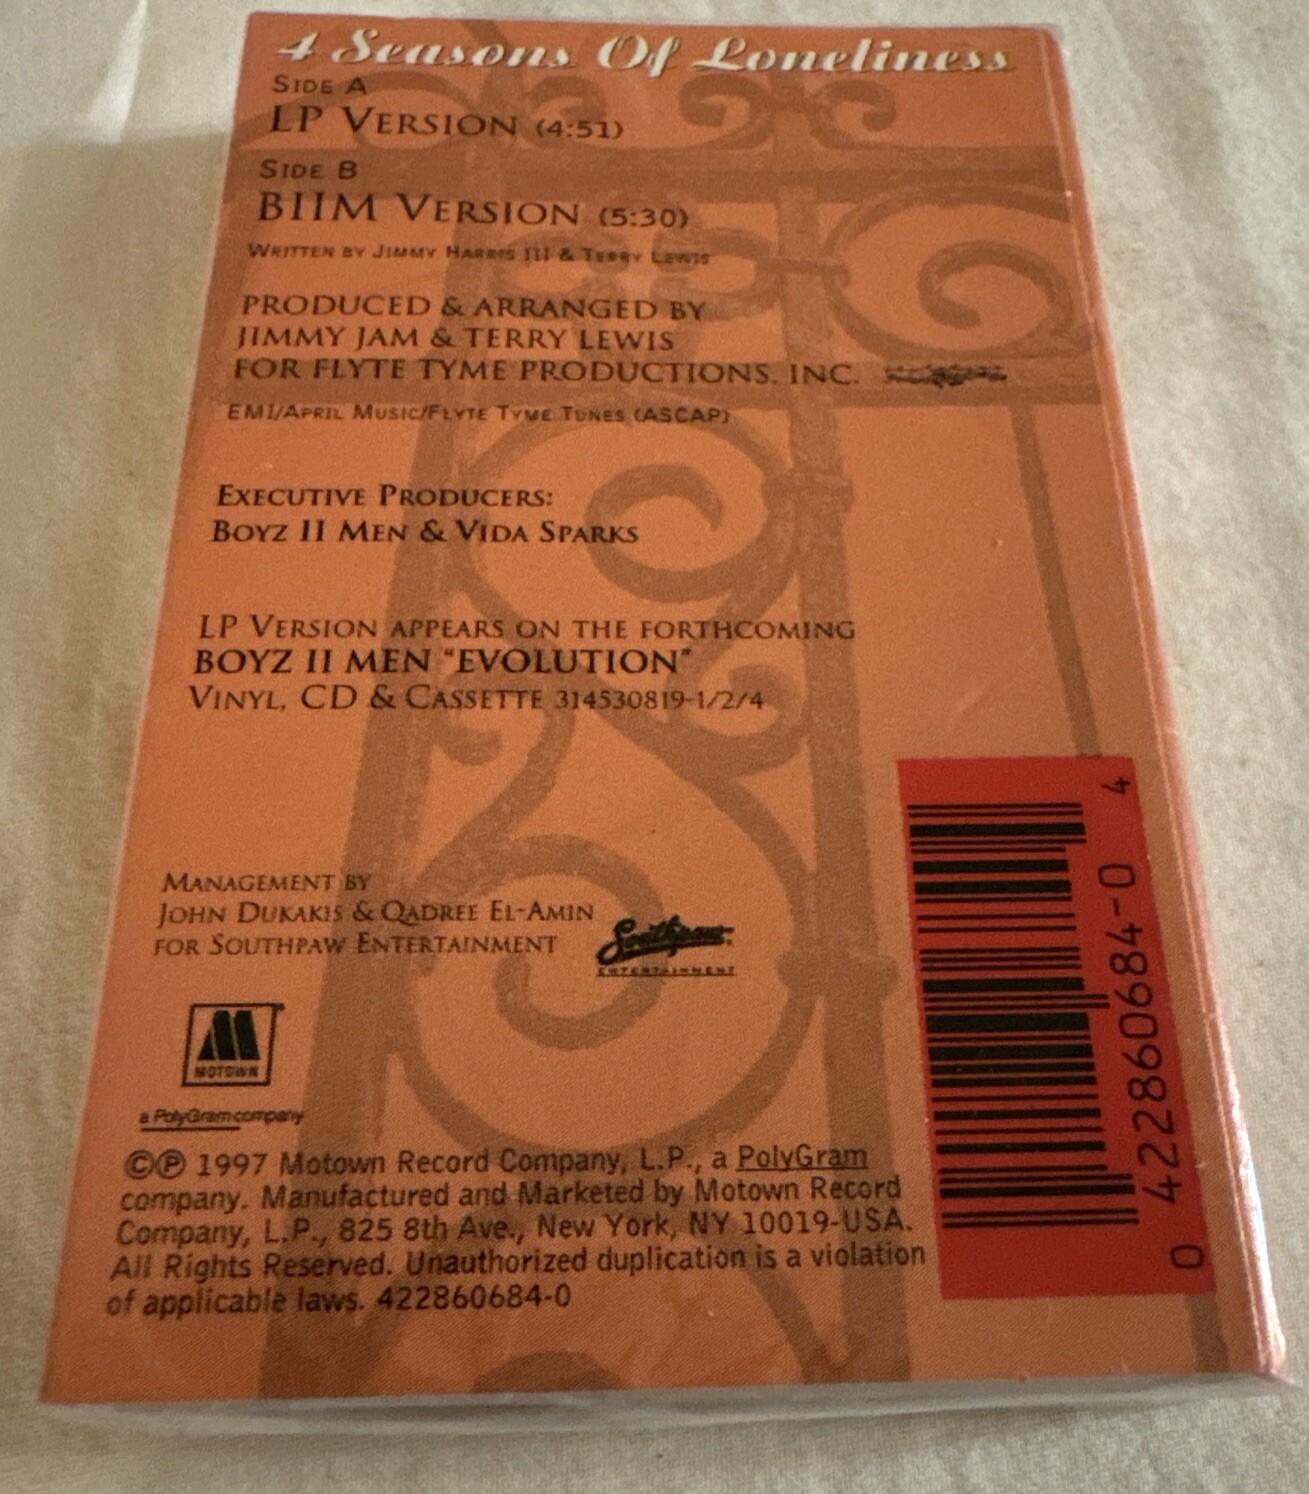 4 Seasons Of Loneliness
SIDE A
LP VERSION (4:51)
SIDE B
BIIM VERSION (5:30)
WRITTEN BY JIMMY HARRIS III & TERRY LEWIS
PRODUCED & ARRANGED BY
JIMMY JAM & TERRY LEWIS
FOR FLYTE TYME PRODUCTIONS, INC.
EMI/APRIL MUSIC/FLYTE TYME TUNES (ASCAP)
EXECUTIVE PRODUCERS:
BOYZ II MEN & VIDA SPARKS
LP VERSION APPEARS ON THE FORTHCOMING
BOYZ II MEN "EVOLUTION"
VINYL, CD & CASSETTE 314530819-1/2/4
MANAGEMENT BY
JOHN DUKAKIS & QADREE EL-AMIN
FOR SOUTHPAW ENTERTAINMENT
Southpaw
ENTERTAINMENT
M
MOTOWN
a PolyGram company
©℗ 1997 Motown Record Company, L.P., a PolyGram
company. Manufactured and Marketed by Motown Record
Company, L.P., 825 8th Ave., New York, NY 10019-USA.
All Rights Reserved. Unauthorized duplication is a violation
of applicable laws. 422860684-0
0 42286-0684-0 4